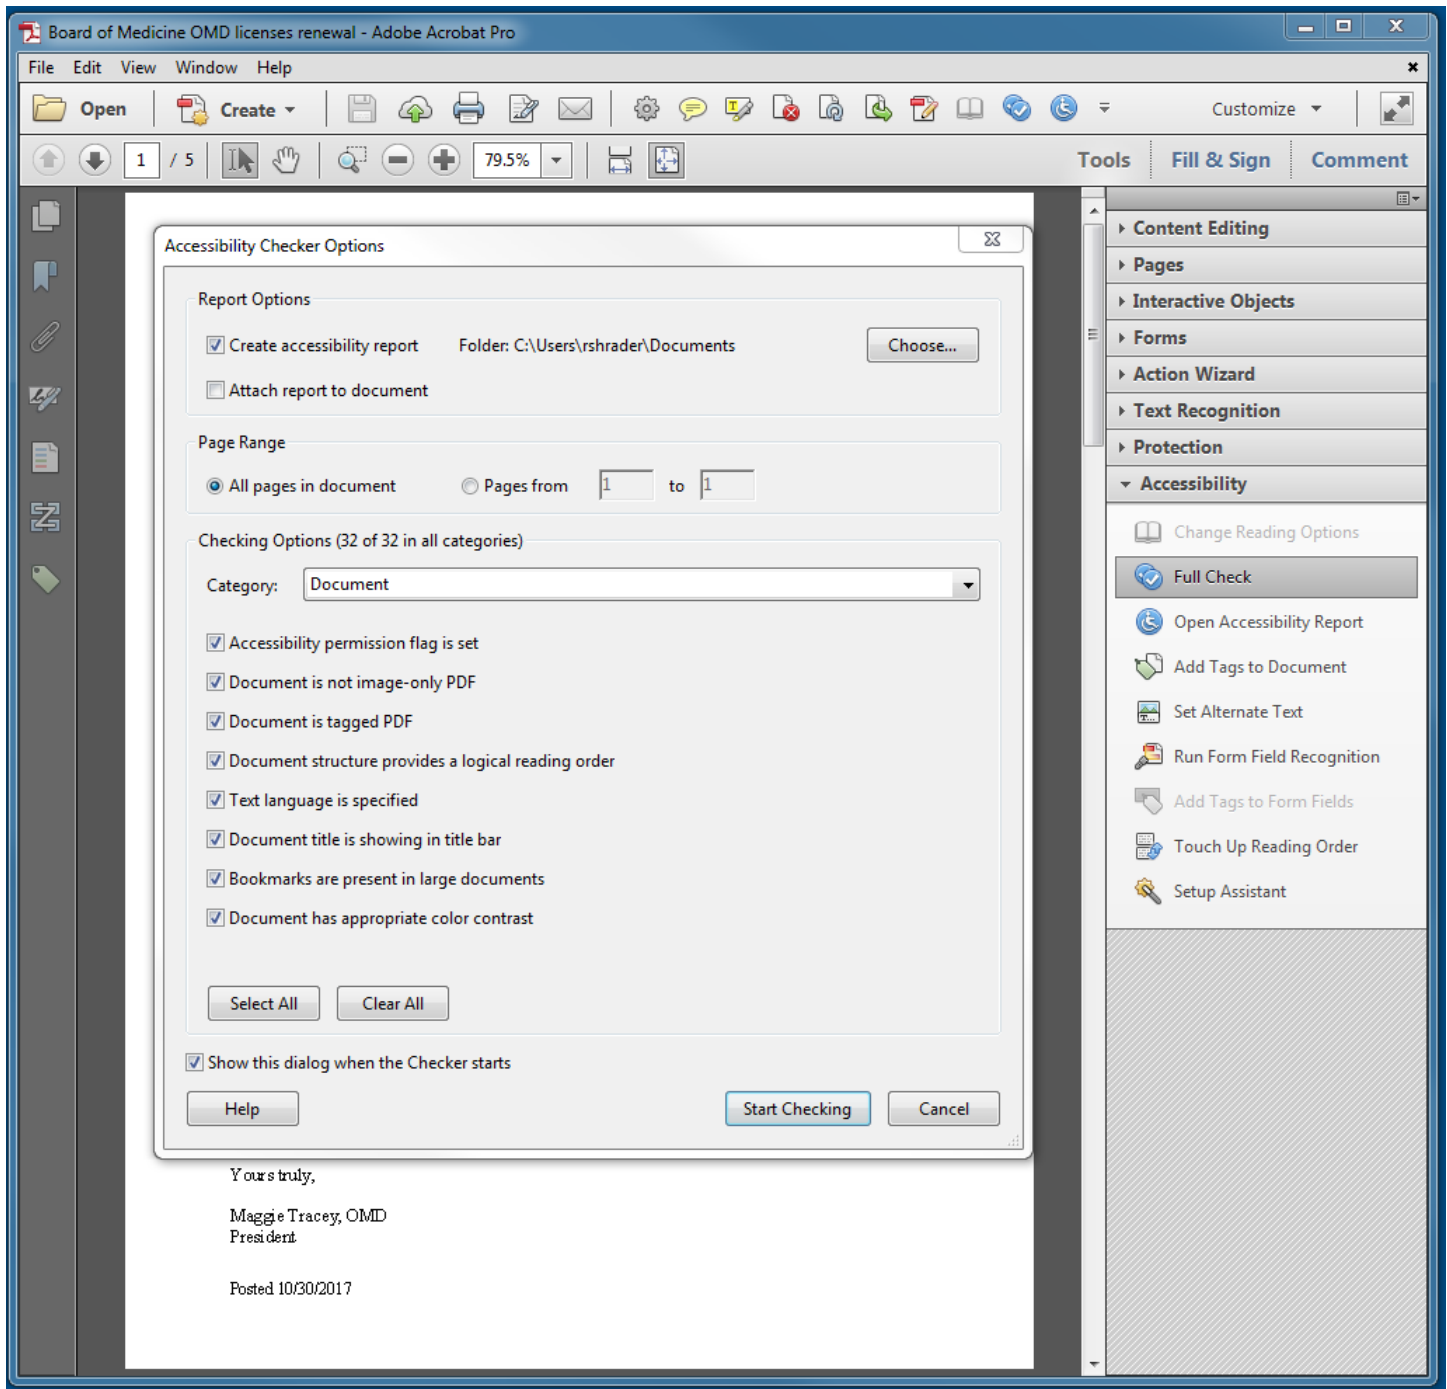 Board of Medicine OMD licenses renewal - Adobe Acrobat Pro
File Edit View Window Help
Open Create Customize
1 / 5 79.5% Tools Fill & Sign Comment
Accessibility Checker Options
Report Options
Create accessibility report Folder: C:\Users\rshrader\Documents Choose...
Attach report to document
Page Range
All pages in document Pages from 1 to 1
Checking Options (32 of 32 in all categories)
Category: Document
Accessibility permission flag is set
Document is not image-only PDF
Document is tagged PDF
Document structure provides a logical reading order
Text language is specified
Document title is showing in title bar
Bookmarks are present in large documents
Document has appropriate color contrast
Select All Clear All
Show this dialog when the Checker starts
Help Start Checking Cancel
Yours truly,
Maggie Tracey, OMD
President
Posted 10/30/2017
Content Editing
Pages
Interactive Objects
Forms
Action Wizard
Text Recognition
Protection
Accessibility
Change Reading Options
Full Check
Open Accessibility Report
Add Tags to Document
Set Alternate Text
Run Form Field Recognition
Add Tags to Form Fields
Touch Up Reading Order
Setup Assistant